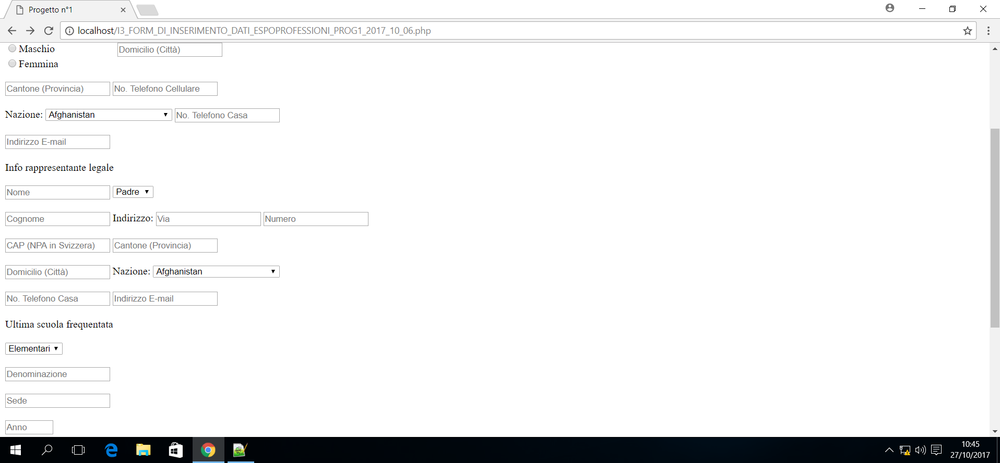 Progetto n°1
localhost/I3_FORM_DI_INSERIMENTO_DATI_ESPOPROFESSIONI_PROG1_2017_10_06.php
Maschio Domicilio (Città)
Femmina
Cantone (Provincia) No. Telefono Cellulare
Nazione: Afghanistan No. Telefono Casa
Indirizzo E-mail
Info rappresentante legale
Nome Padre
Cognome Indirizzo: Via Numero
CAP (NPA in Svizzera) Cantone (Provincia)
Domicilio (Città) Nazione: Afghanistan
No. Telefono Casa Indirizzo E-mail
Ultima scuola frequentata
Elementari
Denominazione
Sede
Anno
10:45
27/10/2017